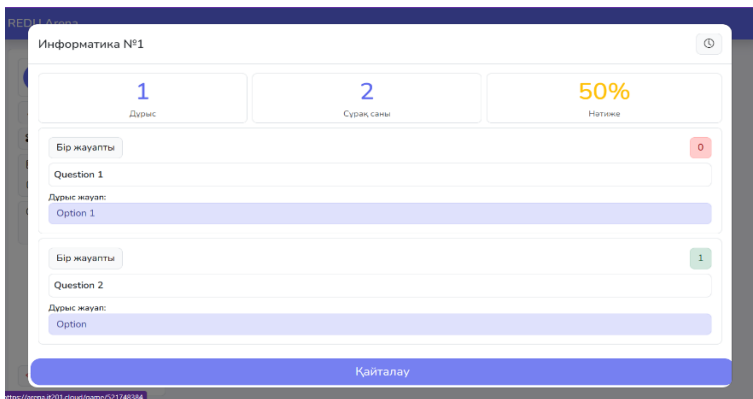 REDU Arena
Информатика №1
1
Дұрыс
2
Сұрақ саны
50%
Нәтиже
Бір жауапты
0
Question 1
Дұрыс жауап:
Option 1
Бір жауапты
1
Question 2
Дұрыс жауап:
Option
Қайталау
https://arena.it201.cloud/game/521748384